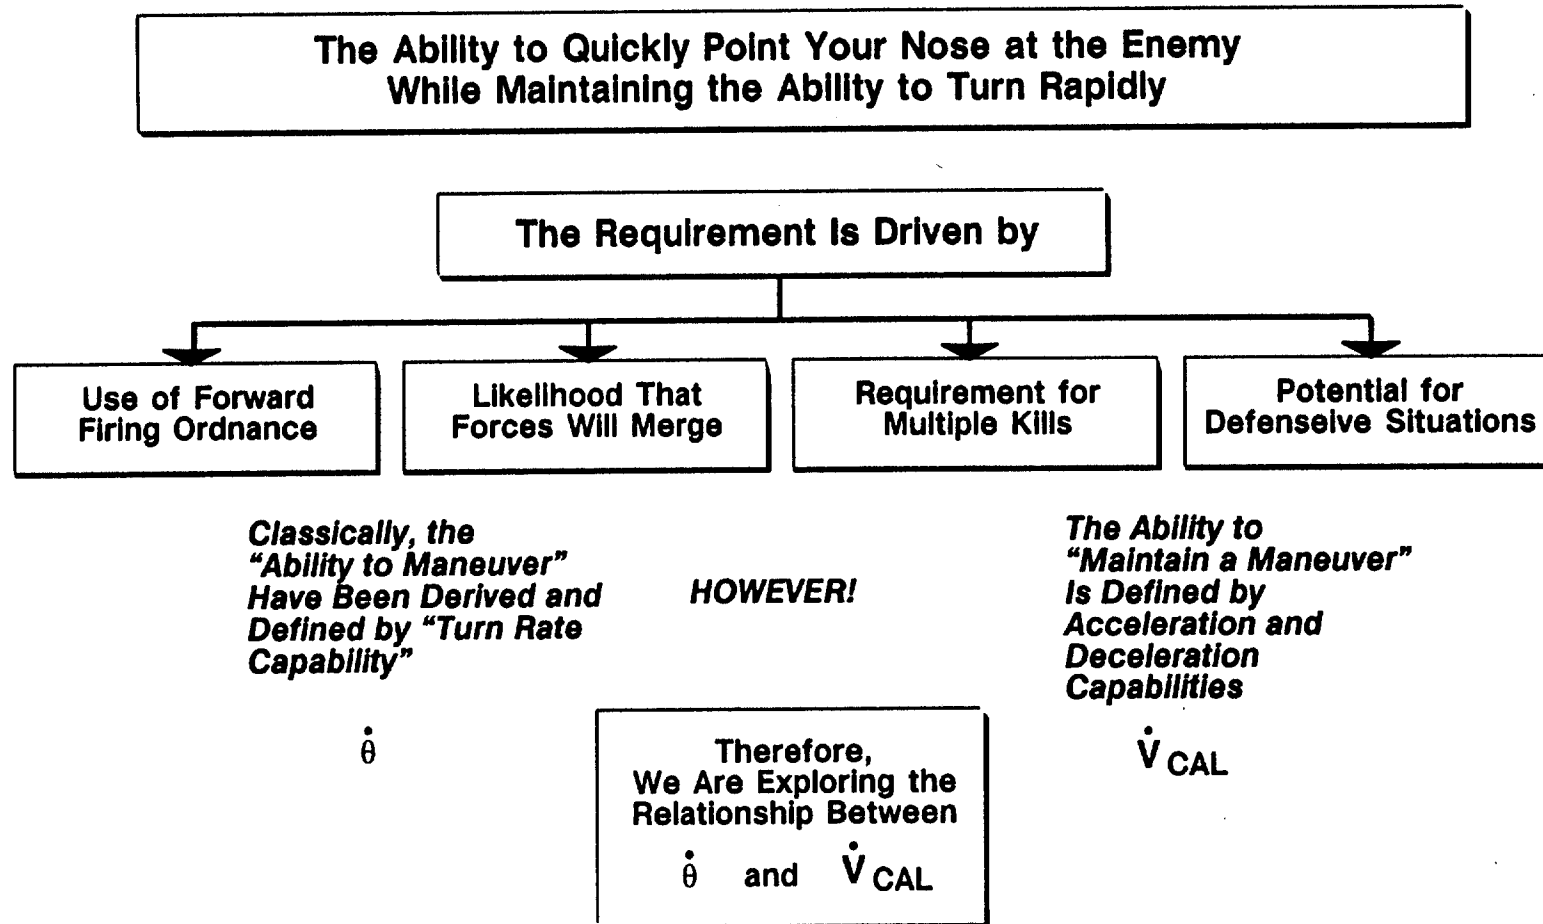 The Ability to Quickly Point Your Nose at the Enemy
While Maintaining the Ability to Turn Rapidly
The Requirement Is Driven by
Use of Forward
Firing Ordnance
Likelihood That
Forces Will Merge
Requirement for
Multiple Kills
Potential for
Defenseive Situations
Classically, the
“Ability to Maneuver”
Have Been Derived and
Defined by “Turn Rate
Capability”
θ̇
HOWEVER!
The Ability to
“Maintain a Maneuver”
Is Defined by
Acceleration and
Deceleration
Capabilities
V̇ CAL
Therefore,
We Are Exploring the
Relationship Between
θ̇ and V̇ CAL